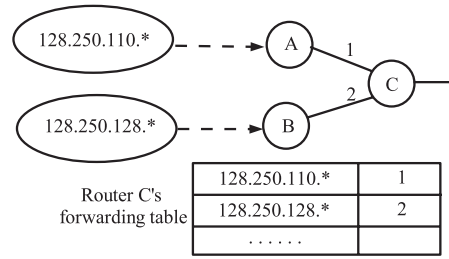 128.250.110.*
A
1
C
128.250.128.*
B
2
Router C's
forwarding table
128.250.110.* 1
128.250.128.* 2
......